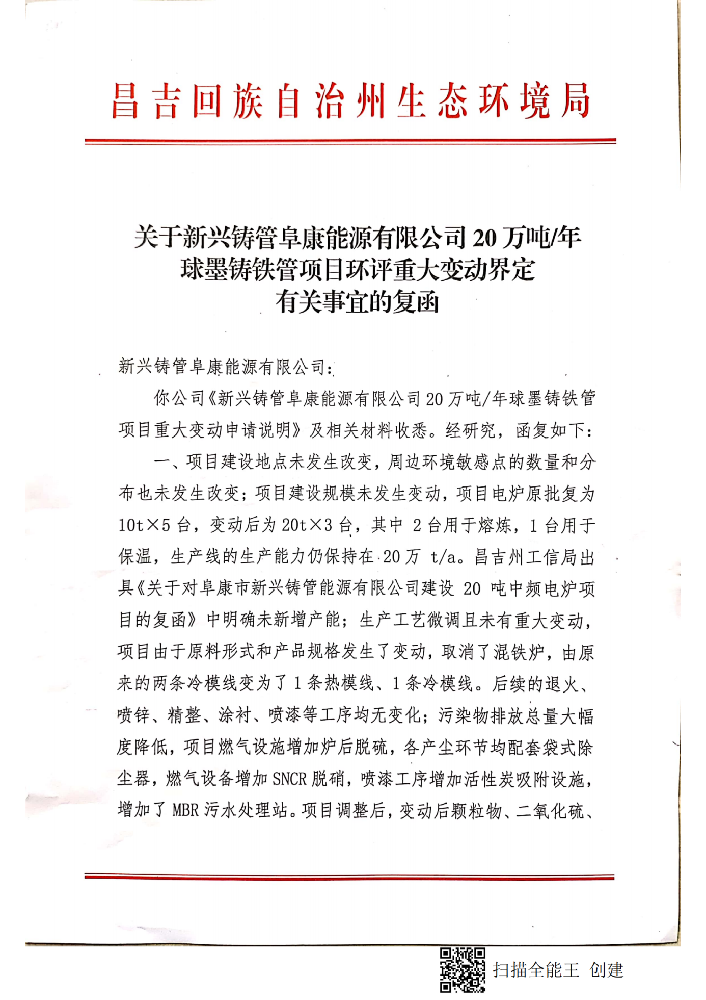 昌吉回族自治州生态环境局
关于新兴铸管阜康能源有限公司20万吨/年
球墨铸铁管项目环评重大变动界定
有关事宜的复函
新兴铸管阜康能源有限公司：
你公司《新兴铸管阜康能源有限公司20万吨/年球墨铸铁管
项目重大变动申请说明》及相关材料收悉。经研究，函复如下：
一、项目建设地点未发生改变，周边环境敏感点的数量和分
布也未发生改变；项目建设规模未发生变动，项目电炉原批复为
10t×5台，变动后为20t×3台，其中 2台用于熔炼，1台用于
保温，生产线的生产能力仍保持在20万 t/a。昌吉州工信局出
具《关于对阜康市新兴铸管能源有限公司建设 20 吨中频电炉项
目的复函》中明确未新增产能；生产工艺微调且未有重大变动，
项目由于原料形式和产品规格发生了变动，取消了混铁炉，由原
来的两条冷模线变为了1条热模线、1条冷模线。后续的退火、
喷锌、精整、涂衬、喷漆等工序均无变化；污染物排放总量大幅
度降低，项目燃气设施增加炉后脱硫，各产尘环节均配套袋式除
尘器，燃气设备增加SNCR脱硝，喷漆工序增加活性炭吸附设施，
增加了MBR污水处理站。项目调整后，变动后颗粒物、二氧化硫、
扫描全能王 创建